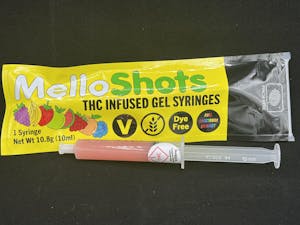 MelloShots
THC INFUSED GEL SYRINGES
V
Dye
Free
1 Syringe
Net Wt 10.8g (10ml)